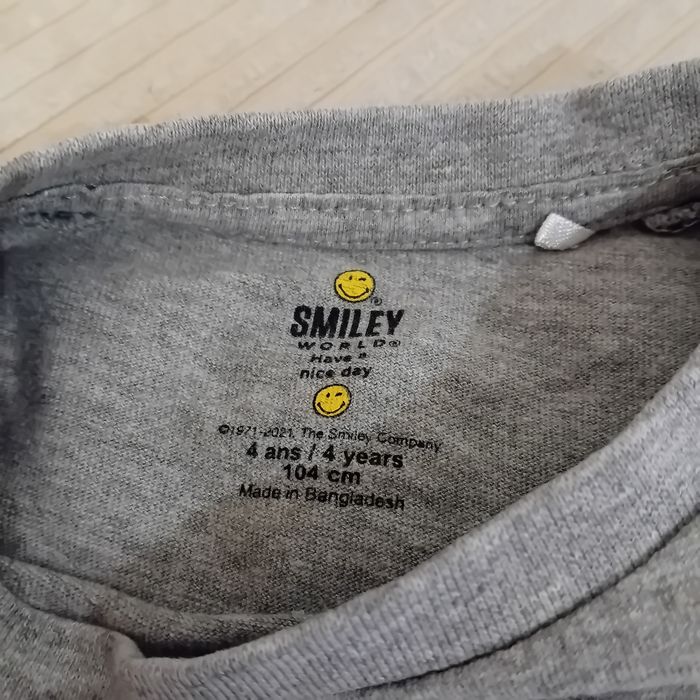 SMILEY
WORLD®
Have a
nice day
©1971-2021, The Smiley Company
4 ans / 4 years
104 cm
Made in Bangladesh